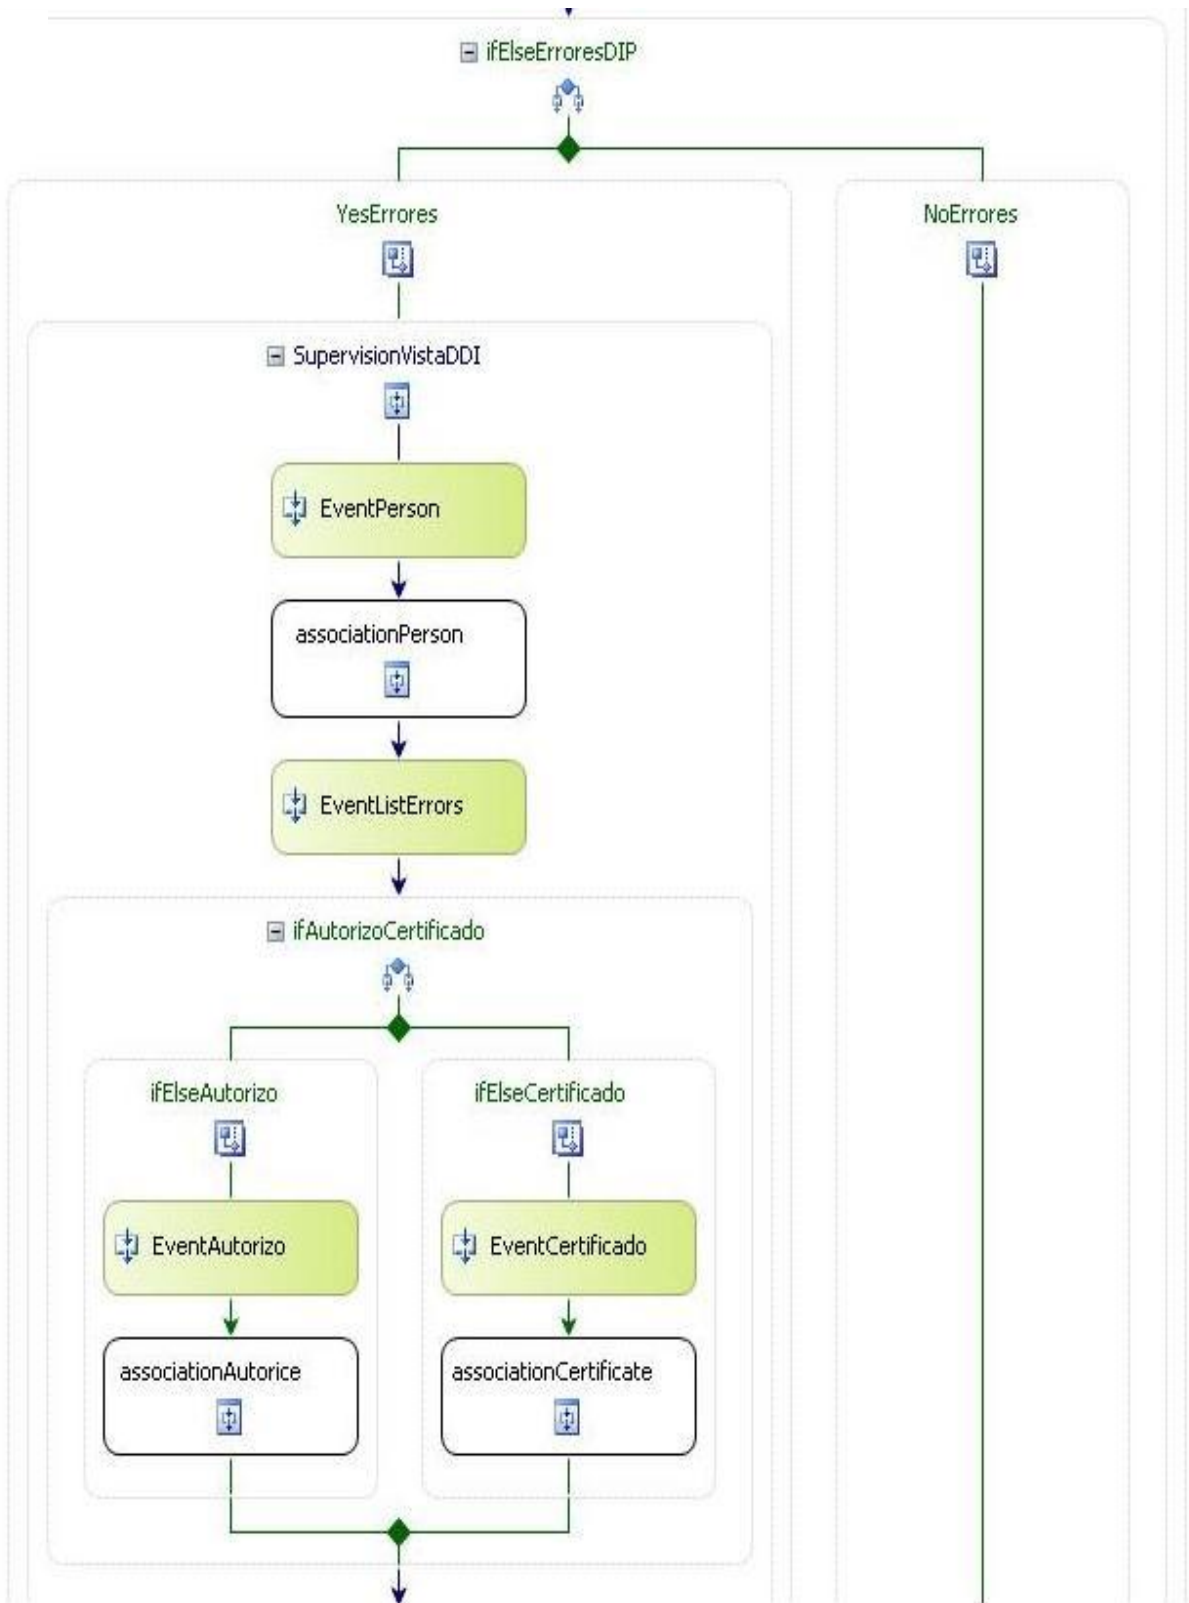 ifElseErroresDIP
YesErrores
NoErrores
SupervisionVistaDDI
EventPerson
associationPerson
EventListErrors
ifAutorizoCertificado
ifElseAutorizo
ifElseCertificado
EventAutorizo
EventCertificado
associationAutorice
associationCertificate